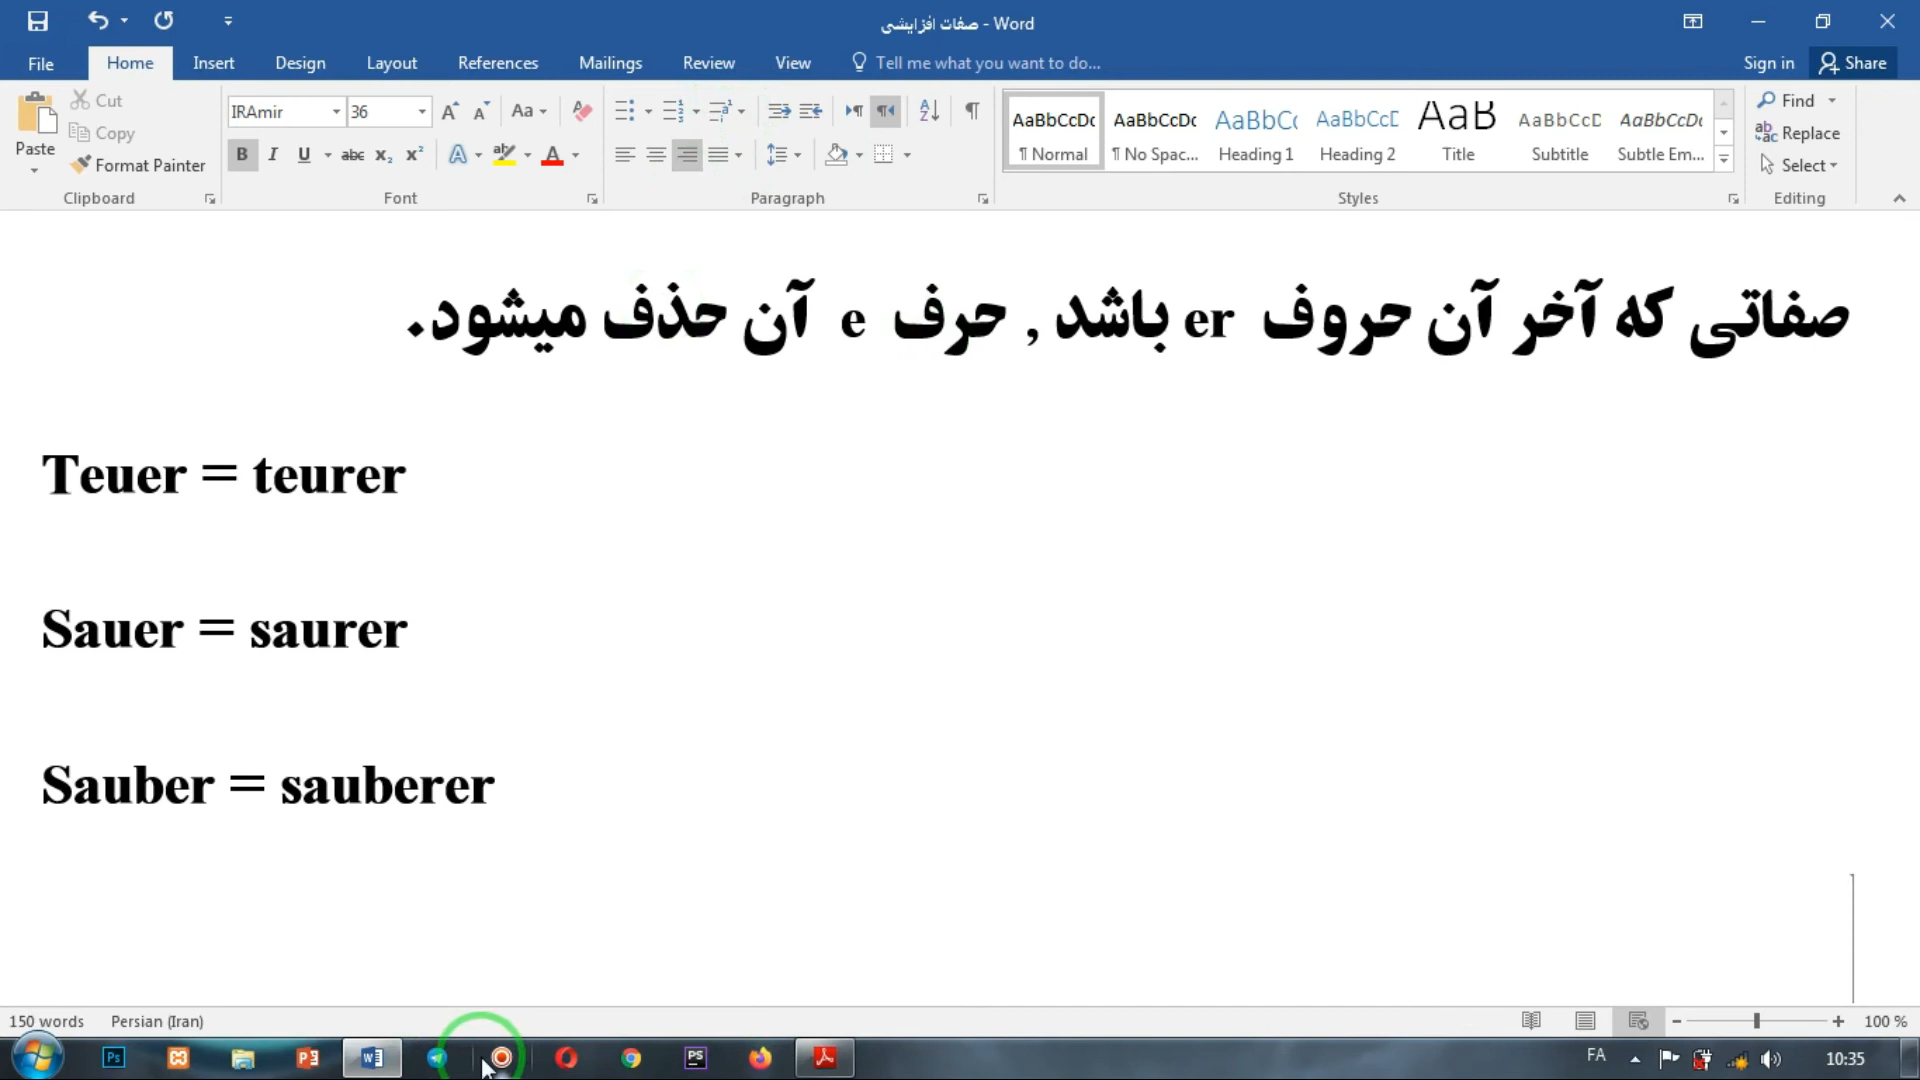 صفات افزایشی - Word
File Home Insert Design Layout References Mailings Review View Tell me what you want to do... Sign in Share
Paste Cut Copy Format Painter
IRAmir 36
AaBbCcDc AaBbCcDc AaBbCc AaBbCcD AaB AaBbCcD AaBbCcDc
¶ Normal ¶ No Spac... Heading 1 Heading 2 Title Subtitle Subtle Em...
Find Replace Select
Clipboard Font Paragraph Styles Editing
صفاتی که آخر آن حروف er باشد , حرف e آن حذف میشود.
Teuer = teurer
Sauer = saurer
Sauber = sauberer
150 words Persian (Iran) 100 %
FA 10:35